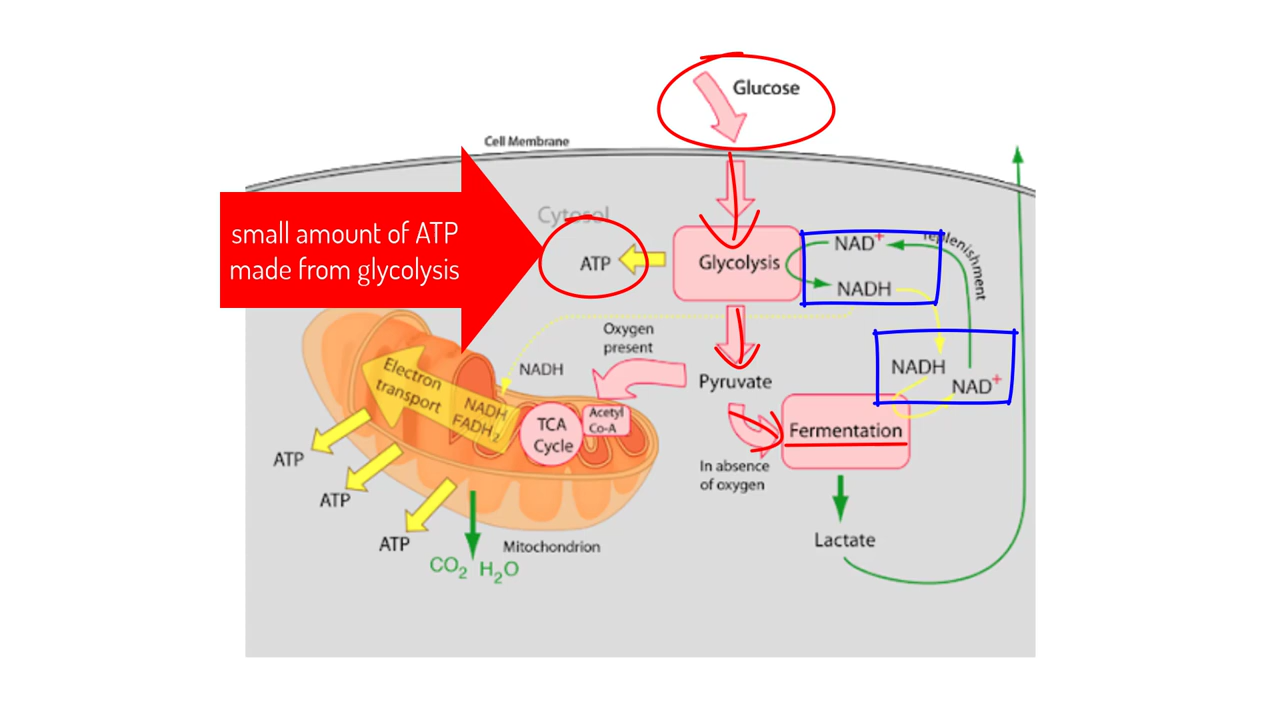 Glucose
Cell Membrane
Cytosol
small amount of ATP
made from glycolysis
ATP
Glycolysis
NAD+
NADH
replenishment
Oxygen
present
NADH
Pyruvate
NADH
NAD+
Electron
transport
NADH
FADH2
TCA
Cycle
Acetyl
Co-A
Fermentation
In absence
of oxygen
ATP
ATP
ATP
Lactate
Mitochondrion
CO2 H2O